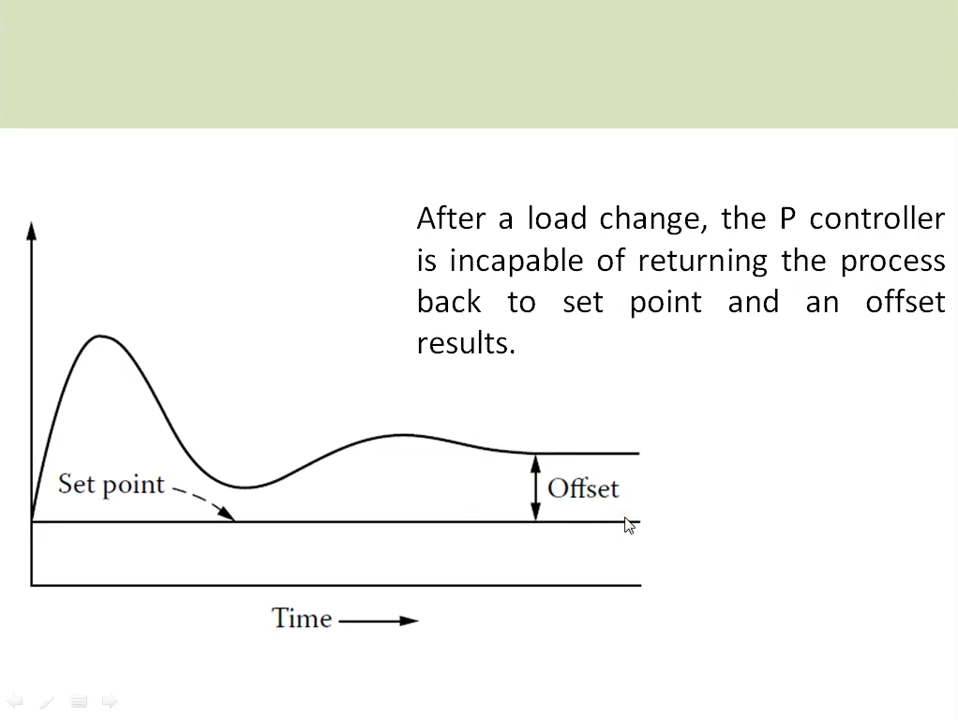 After a load change, the P controller
is incapable of returning the process
back to set point and an offset
results.
Set point
Offset
Time